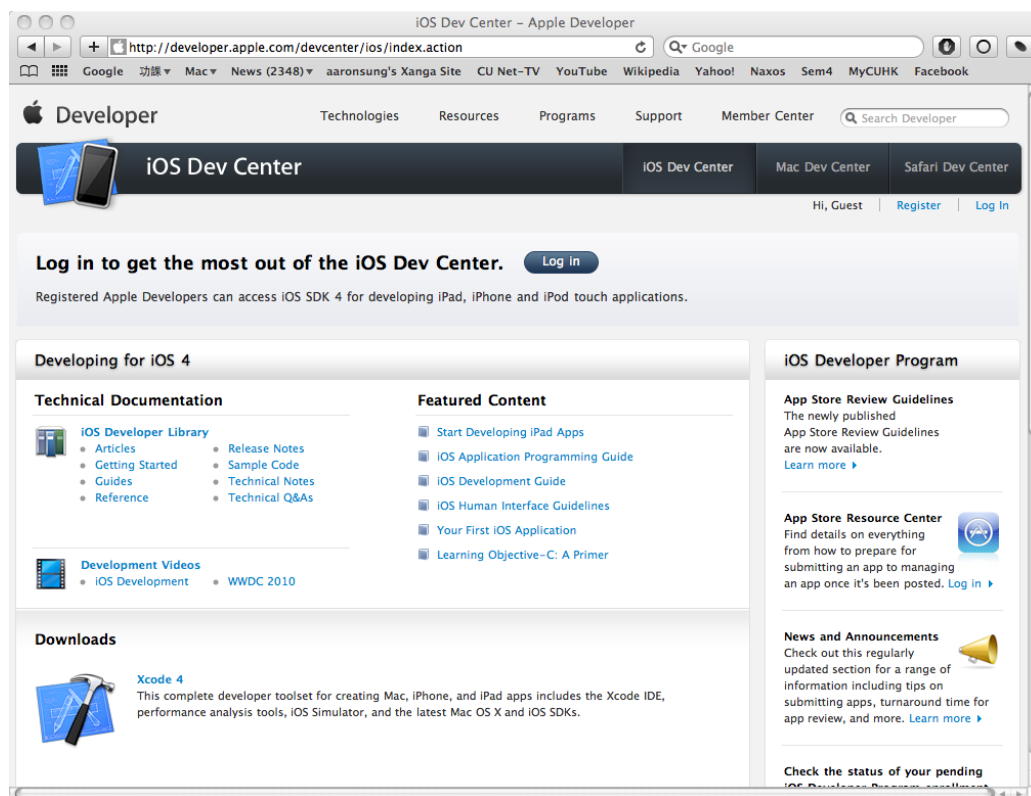 iOS Dev Center – Apple Developer
http://developer.apple.com/devcenter/ios/index.action
Google
Google 功課 Mac News (2348) aaronsung's Xanga Site CU Net-TV YouTube Wikipedia Yahoo! Naxos Sem4 MyCUHK Facebook
Developer
Technologies Resources Programs Support Member Center Search Developer
iOS Dev Center
iOS Dev Center Mac Dev Center Safari Dev Center
Hi, Guest Register Log In
Log in to get the most out of the iOS Dev Center. Log in
Registered Apple Developers can access iOS SDK 4 for developing iPad, iPhone and iPod touch applications.
Developing for iOS 4
Technical Documentation
iOS Developer Library
Articles
Getting Started
Guides
Reference
Release Notes
Sample Code
Technical Notes
Technical Q&As
Development Videos
iOS Development WWDC 2010
Featured Content
Start Developing iPad Apps
iOS Application Programming Guide
iOS Development Guide
iOS Human Interface Guidelines
Your First iOS Application
Learning Objective-C: A Primer
Downloads
Xcode 4
This complete developer toolset for creating Mac, iPhone, and iPad apps includes the Xcode IDE,
performance analysis tools, iOS Simulator, and the latest Mac OS X and iOS SDKs.
iOS Developer Program
App Store Review Guidelines
The newly published
App Store Review Guidelines
are now available.
Learn more
App Store Resource Center
Find details on everything
from how to prepare for
submitting an app to managing
an app once it's been posted. Log in
News and Announcements
Check out this regularly
updated section for a range of
information including tips on
submitting apps, turnaround time for
app review, and more. Learn more
Check the status of your pending
iOS Developer Program enrollment